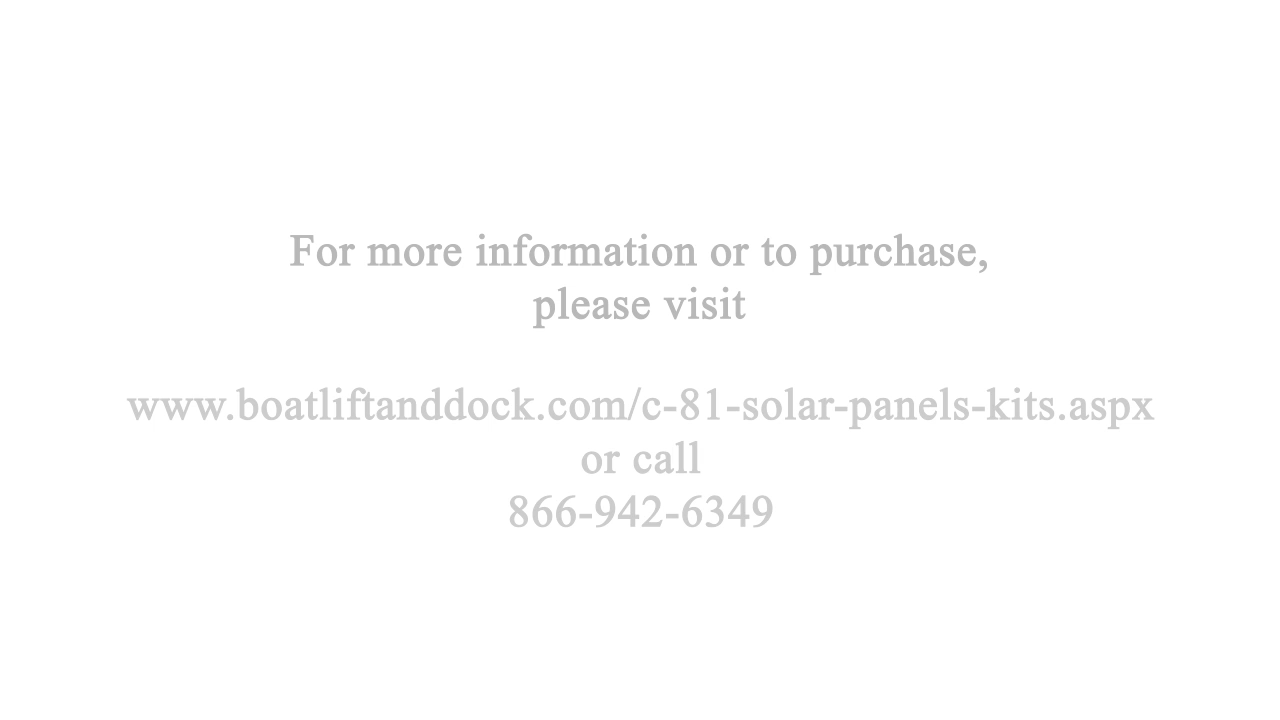 For more information or to purchase,
please visit
www.boatliftanddock.com/c-81-solar-panels-kits.aspx
or call
866-942-6349